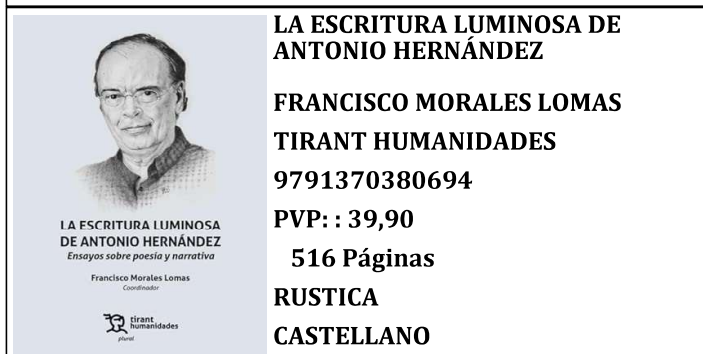 LA ESCRITURA LUMINOSA
DE ANTONIO HERNÁNDEZ
Ensayos sobre poesía y narrativa
Francisco Morales Lomas
Coordinador
tirant
humanidades
plural
LA ESCRITURA LUMINOSA DE
ANTONIO HERNÁNDEZ
FRANCISCO MORALES LOMAS
TIRANT HUMANIDADES
9791370380694
PVP: : 39,90
516 Páginas
RUSTICA
CASTELLANO